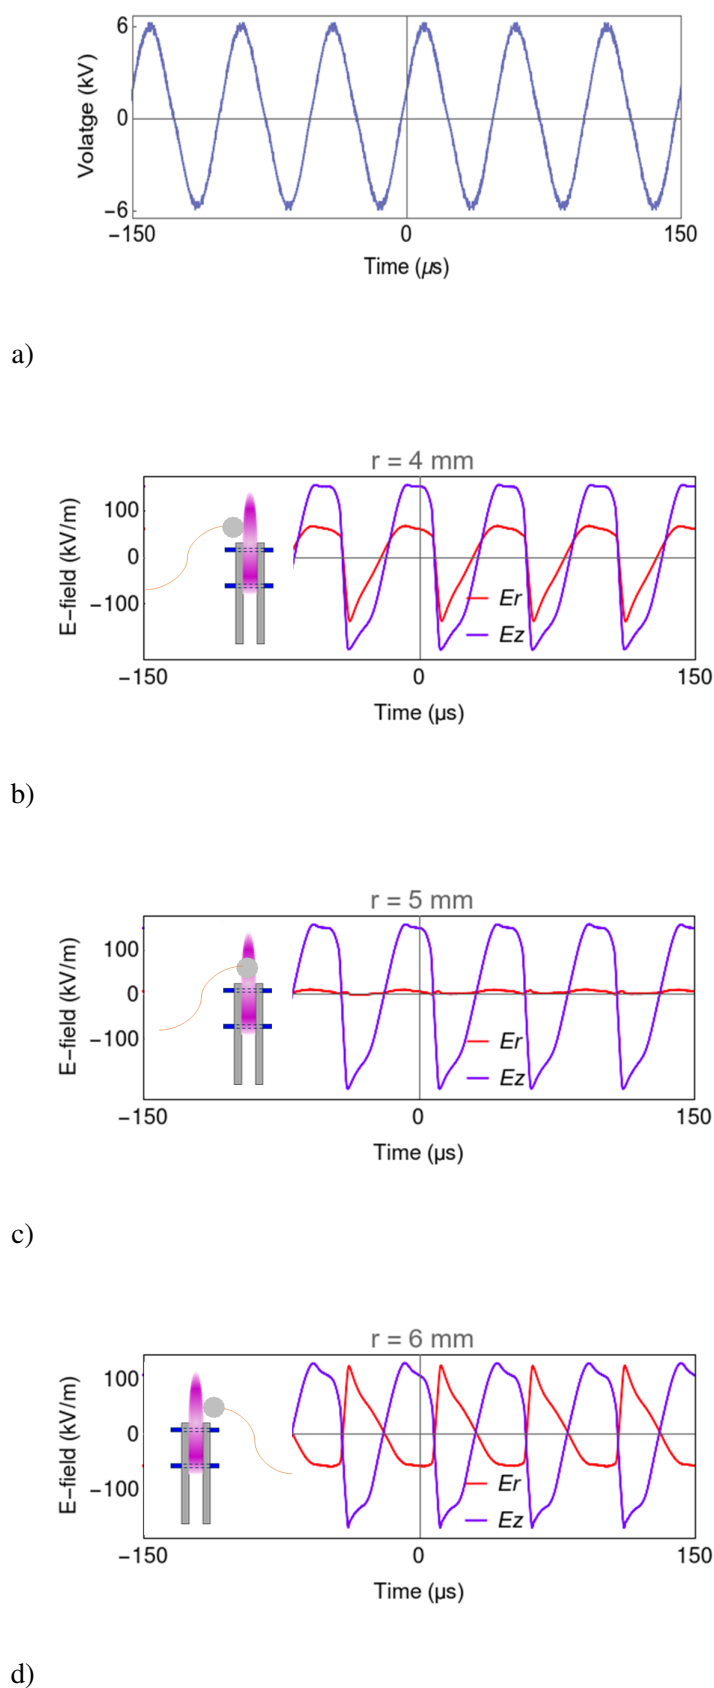 6
0
−6
Volatge (kV)
−150
0
150
Time (µs)
a)
r = 4 mm
100
0
−100
E−field (kV/m)
Er
Ez
−150
0
150
Time (µs)
b)
r = 5 mm
100
0
−100
E−field (kV/m)
Er
Ez
−150
0
150
Time (µs)
c)
r = 6 mm
100
0
−100
E−field (kV/m)
Er
Ez
−150
0
150
Time (µs)
d)